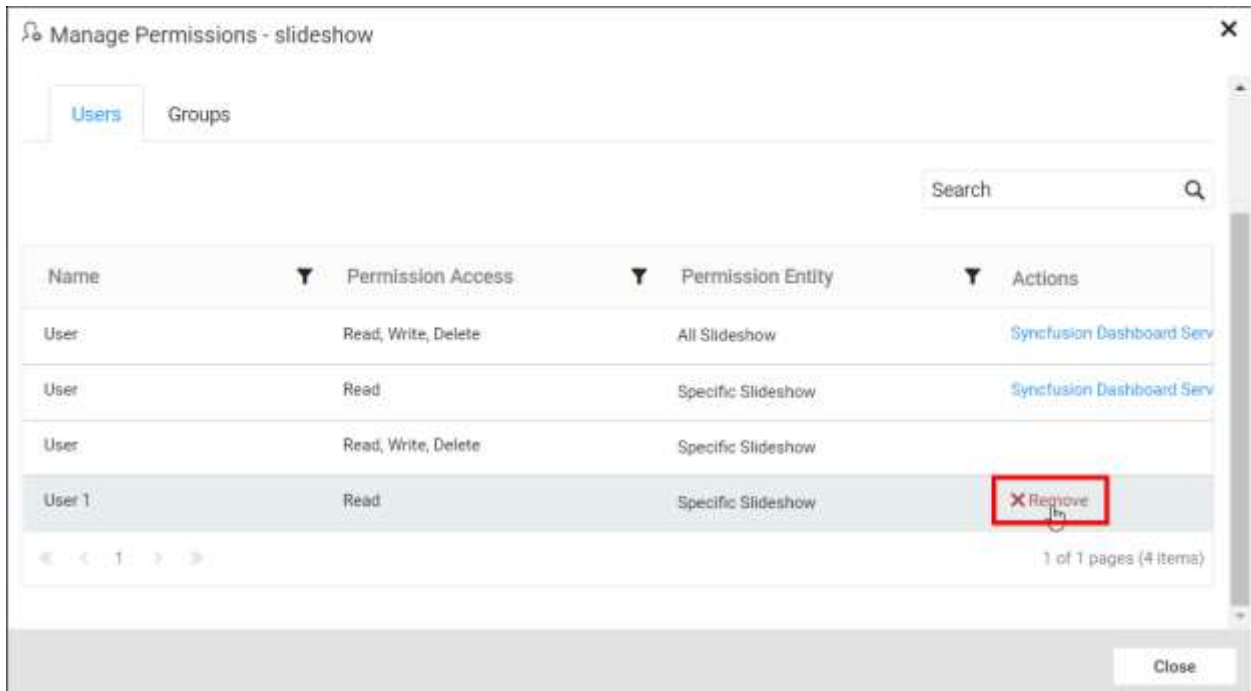 Manage Permissions - slideshow
Users Groups
Search
Name Permission Access Permission Entity Actions
User Read, Write, Delete All Slideshow Syncfusion Dashboard Serv
User Read Specific Slideshow Syncfusion Dashboard Serv
User Read, Write, Delete Specific Slideshow
User 1 Read Specific Slideshow Remove
1 1 of 1 pages (4 items)
Close